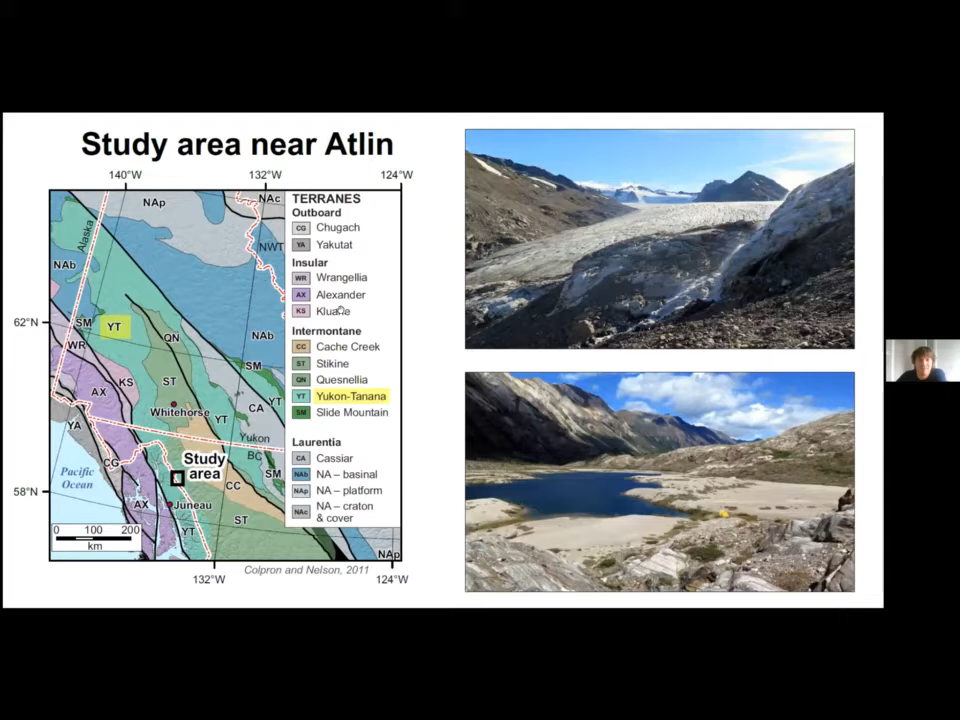 Study area near Atlin
140°W 132°W 124°W
62°N
58°N
132°W 124°W
NAp
NAc
Alaska
NWT
NAb
NAb
SM
YT
QN
WR
SM
KS
ST
AX
YT
CA
YT
Whitehorse
YA
Yukon
BC
CG
Study
area
SM
Pacific
Ocean
CC
AX
Juneau
ST
YT
NAp
0 100 200
km
TERRANES
Outboard
CG Chugach
YA Yakutat
Insular
WR Wrangellia
AX Alexander
KS Kluane
Intermontane
CC Cache Creek
ST Stikine
QN Quesnellia
YT Yukon-Tanana
SM Slide Mountain
Laurentia
CA Cassiar
NAb NA – basinal
NAp NA – platform
NAc NA – craton
& cover
Colpron and Nelson, 2011